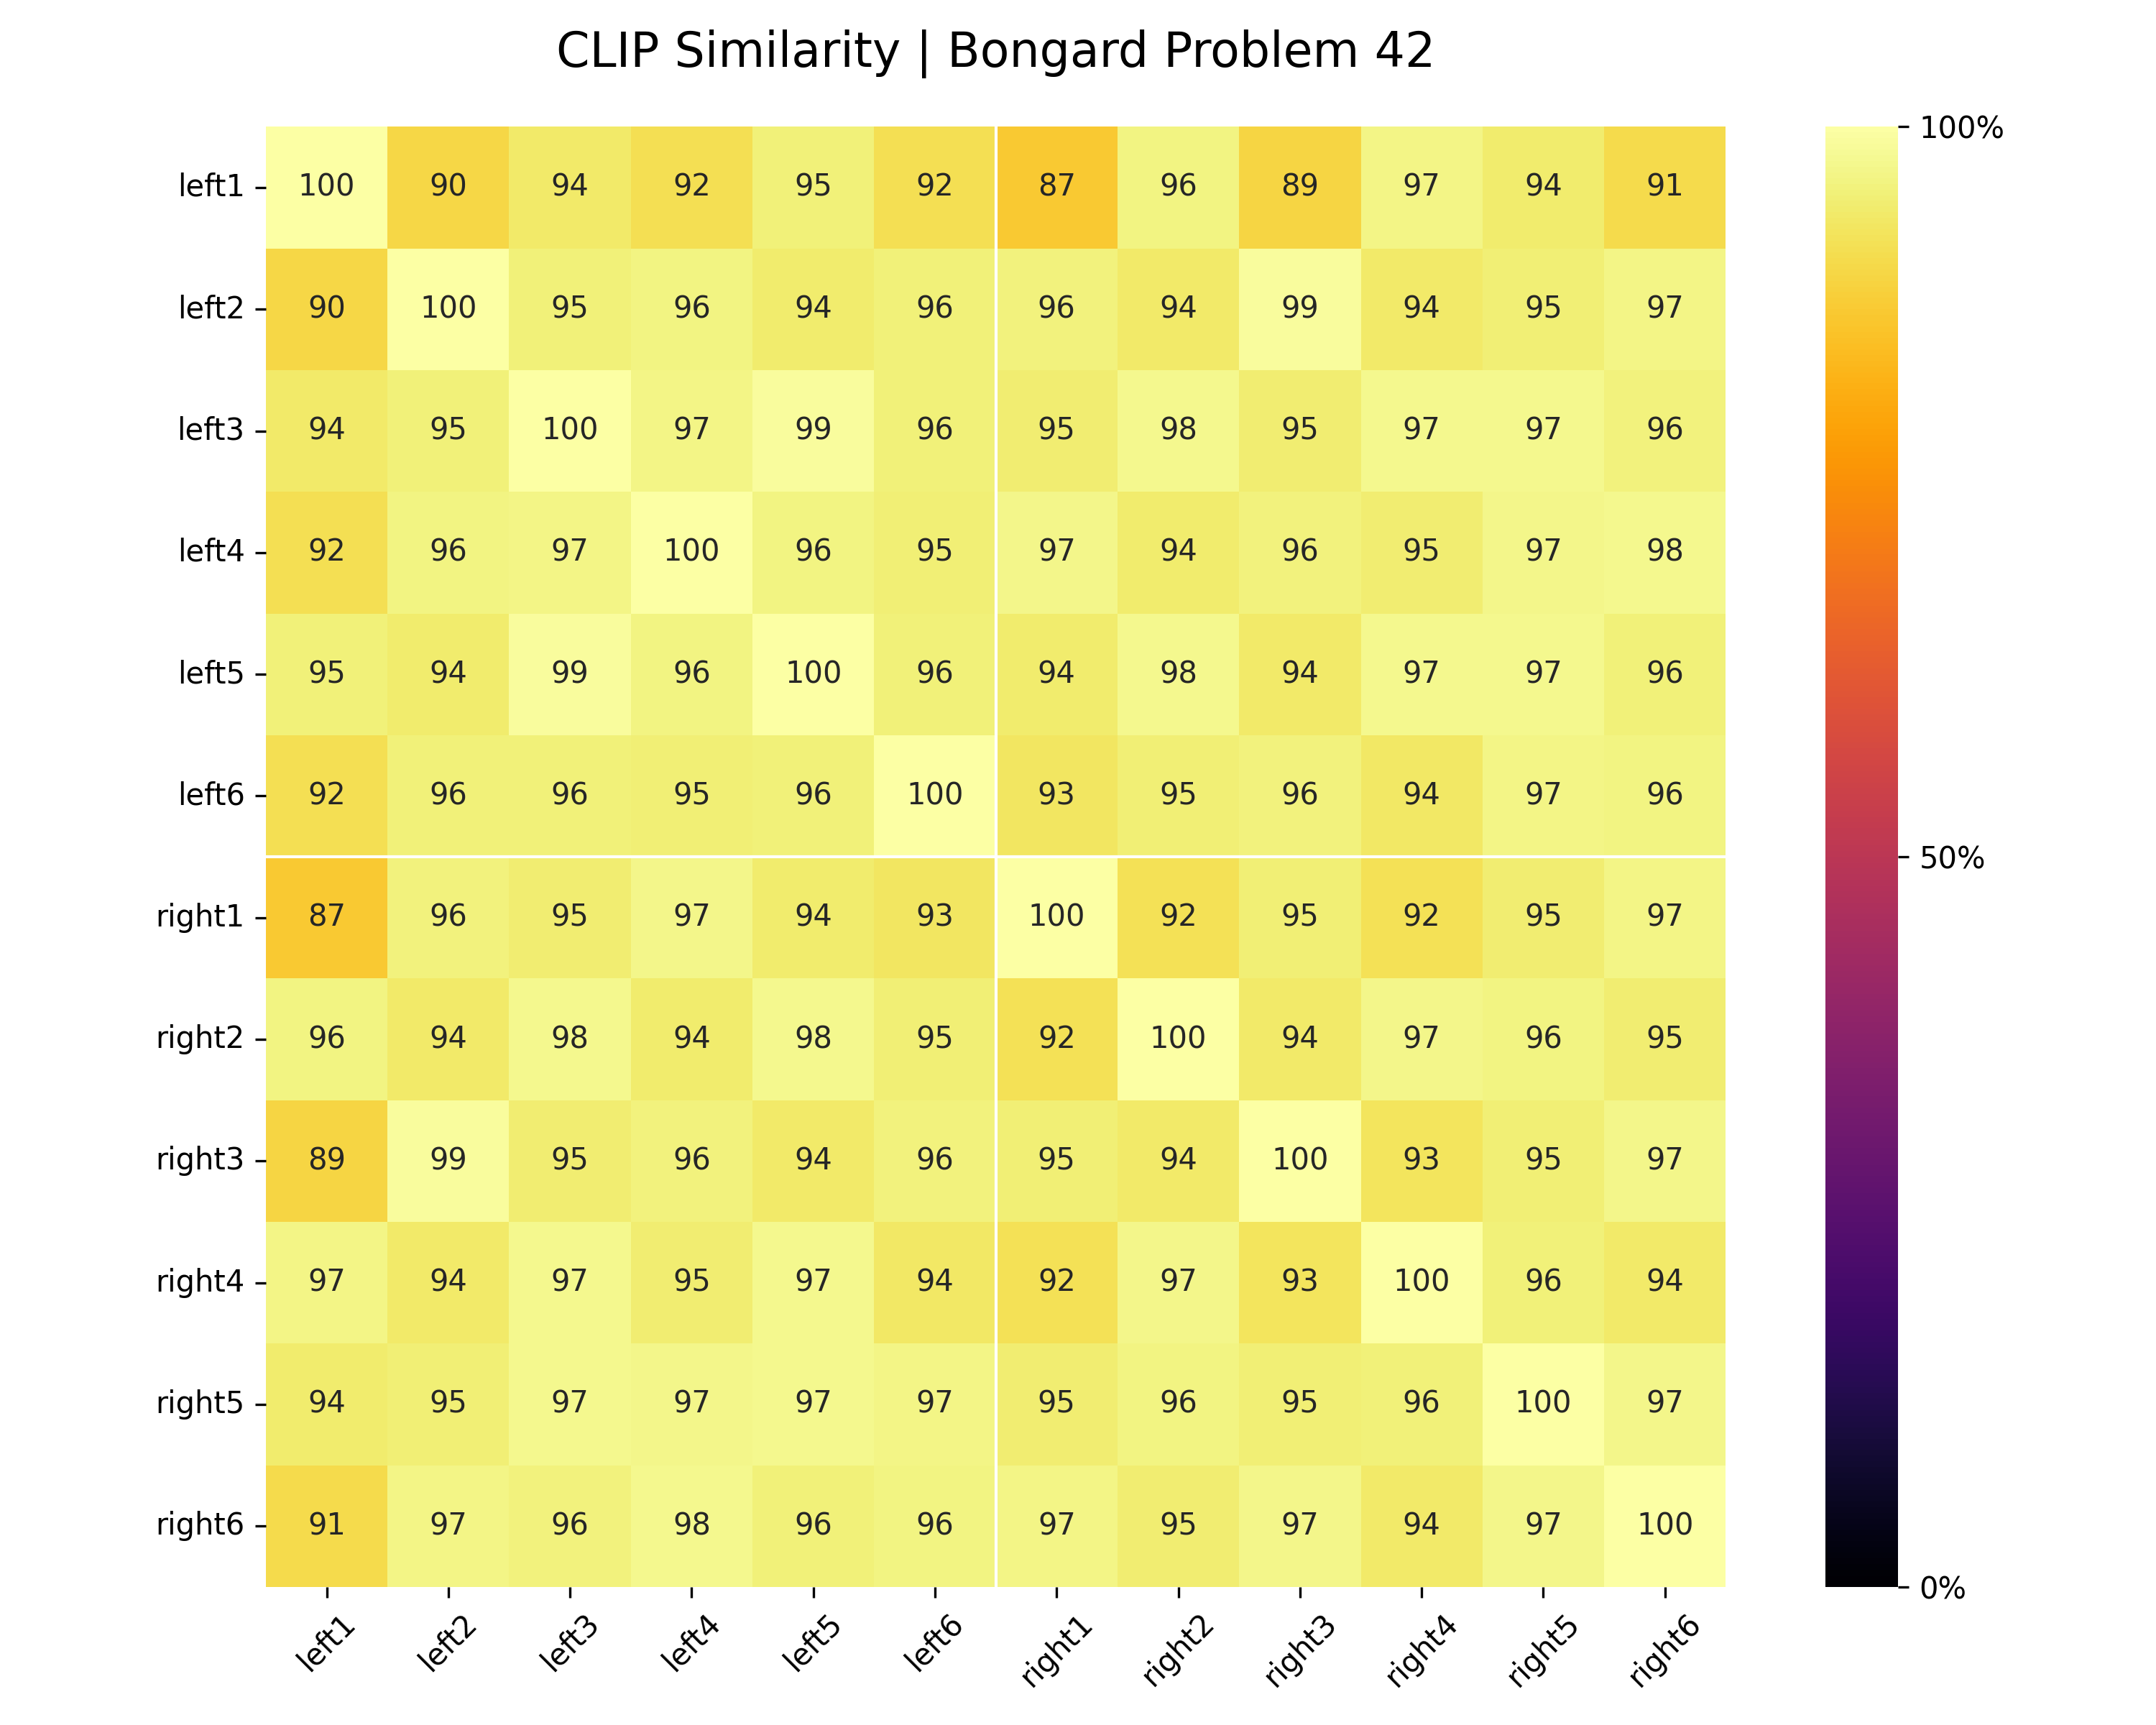 CLIP Similarity | Bongard Problem 42
left1 100 90 94 92 95 92 87 96 89 97 94 91
left2 90 100 95 96 94 96 96 94 99 94 95 97
left3 94 95 100 97 99 96 95 98 95 97 97 96
left4 92 96 97 100 96 95 97 94 96 95 97 98
left5 95 94 99 96 100 96 94 98 94 97 97 96
left6 92 96 96 95 96 100 93 95 96 94 97 96
right1 87 96 95 97 94 93 100 92 95 92 95 97
right2 96 94 98 94 98 95 92 100 94 97 96 95
right3 89 99 95 96 94 96 95 94 100 93 95 97
right4 97 94 97 95 97 94 92 97 93 100 96 94
right5 94 95 97 97 97 97 95 96 95 96 100 97
right6 91 97 96 98 96 96 97 95 97 94 97 100
left1 left2 left3 left4 left5 left6 right1 right2 right3 right4 right5 right6
100%
50%
0%